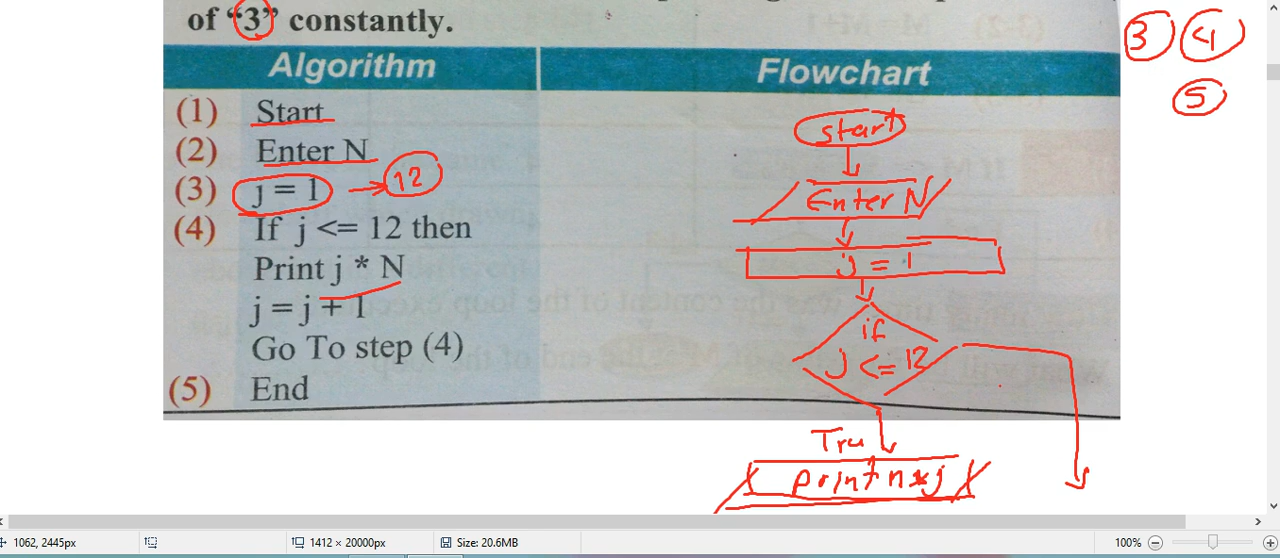 of “3” constantly.
3 4
5
Algorithm
Flowchart
(1) Start
(2) Enter N
(3) j = 1 → 12
(4) If j <= 12 then
Print j * N
j = j + 1
Go To step (4)
(5) End
start
Enter N
j = 1
if
j <= 12
Tru
print n*j
1062, 2445px
1412 × 20000px
Size: 20.6MB
100%